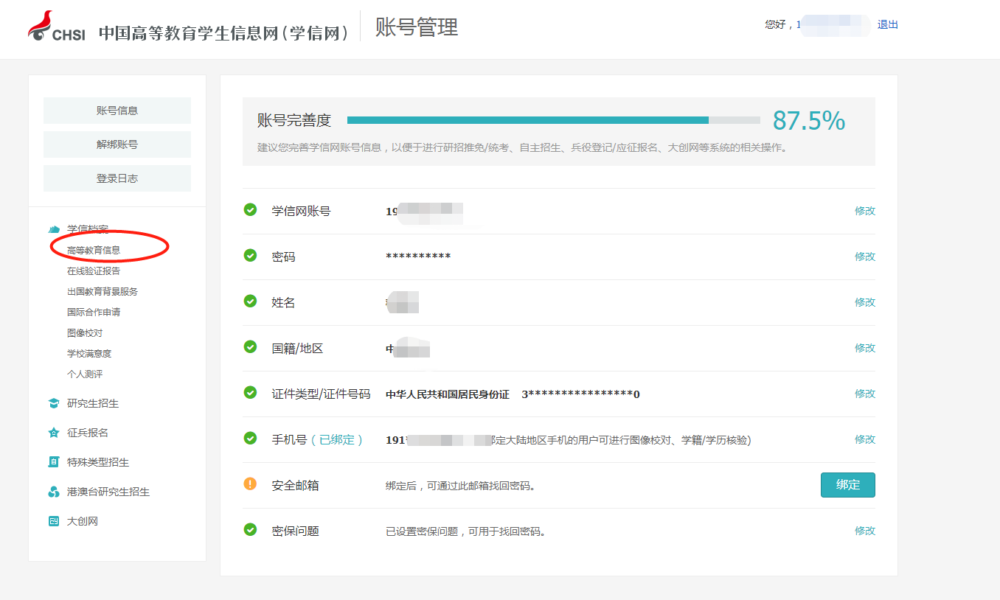 CHSI 中国高等教育学生信息网(学信网) 账号管理
您好，1 退出
账号信息
解绑账号
登录日志
学信档案
高等教育信息
在线验证报告
出国教育背景服务
国际合作申请
图像校对
学校满意度
个人测评
研究生招生
征兵报名
特殊类型招生
港澳台研究生招生
大创网
账号完善度 87.5%
建议您完善学信网账号信息，以便于进行研招推免/统考、自主招生、兵役登记/应征报名、大创网等系统的相关操作。
学信网账号 19 修改
密码 ********** 修改
姓名 修改
国籍/地区 中 修改
证件类型/证件号码 中华人民共和国居民身份证 3****************0 修改
手机号(已绑定) 191 定大陆地区手机的用户可进行图像校对、学籍/学历核验) 修改
安全邮箱 绑定后，可通过此邮箱找回密码。 绑定
密保问题 已设置密保问题，可用于找回密码。 修改